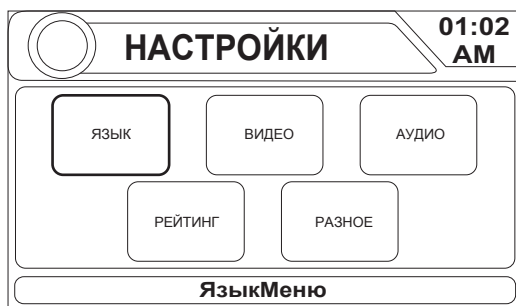 НАСТРОЙКИ
01:02
AM
ЯЗЫК ВИДЕО АУДИО
РЕЙТИНГ РАЗНОЕ
ЯзыкМеню